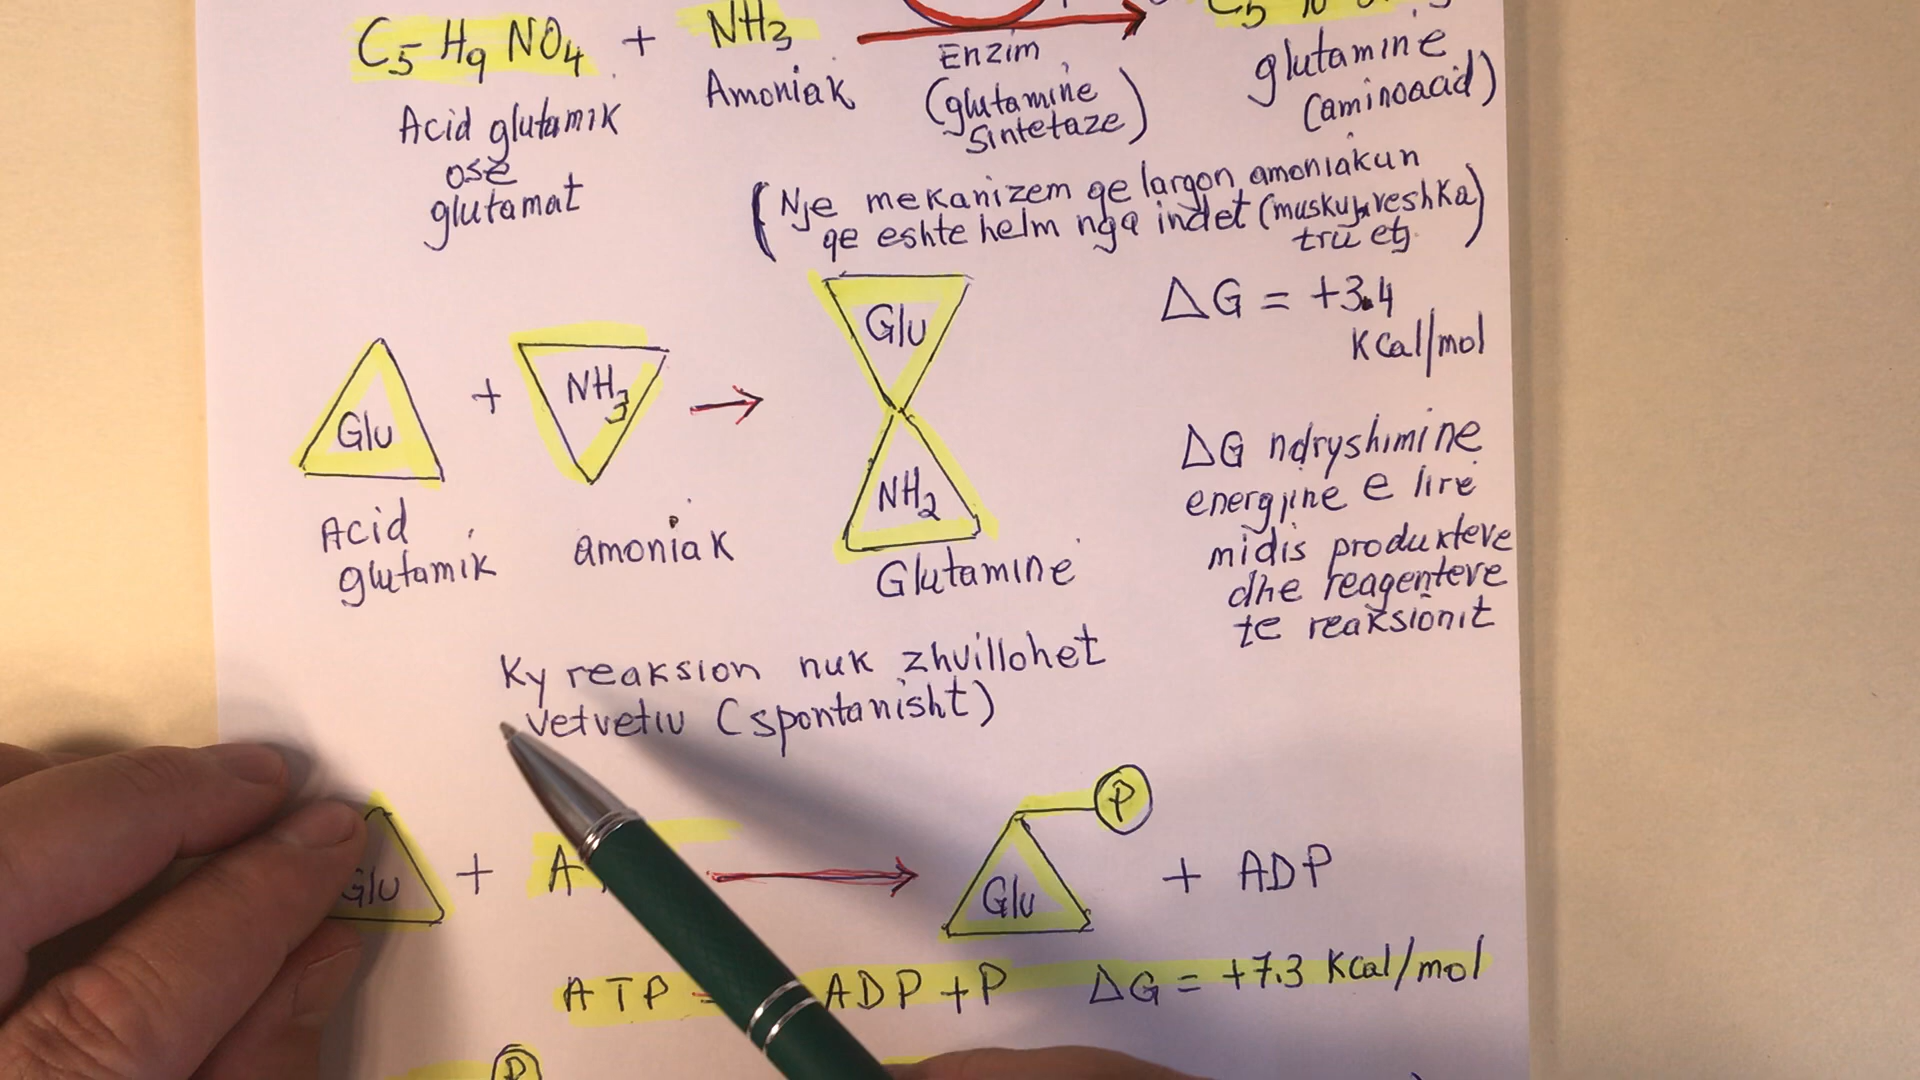 C5 H9 NO4 + NH3
Enzim
(glutamine
sintetaze)
glutamine
(aminoacid)
Acid glutamik
ose
glutamat
Amoniak
(Nje mekanizem qe largon amoniakun
qe eshte helm nga indet (muskuj, veshka)
tru etj.
Glu + NH3 → Glu
NH2
Acid
glutamik
amoniak
Glutamine
ΔG = +3.4
Kcal/mol
ΔG ndryshimine
energjine e lire
midis produkteve
dhe reagenteve
te reaksionit
Ky reaksion nuk zhvillohet
vetvetiu (spontanisht)
Glu + → Glu P + ADP
ATP ADP + P ΔG = +7.3 Kcal/mol
P